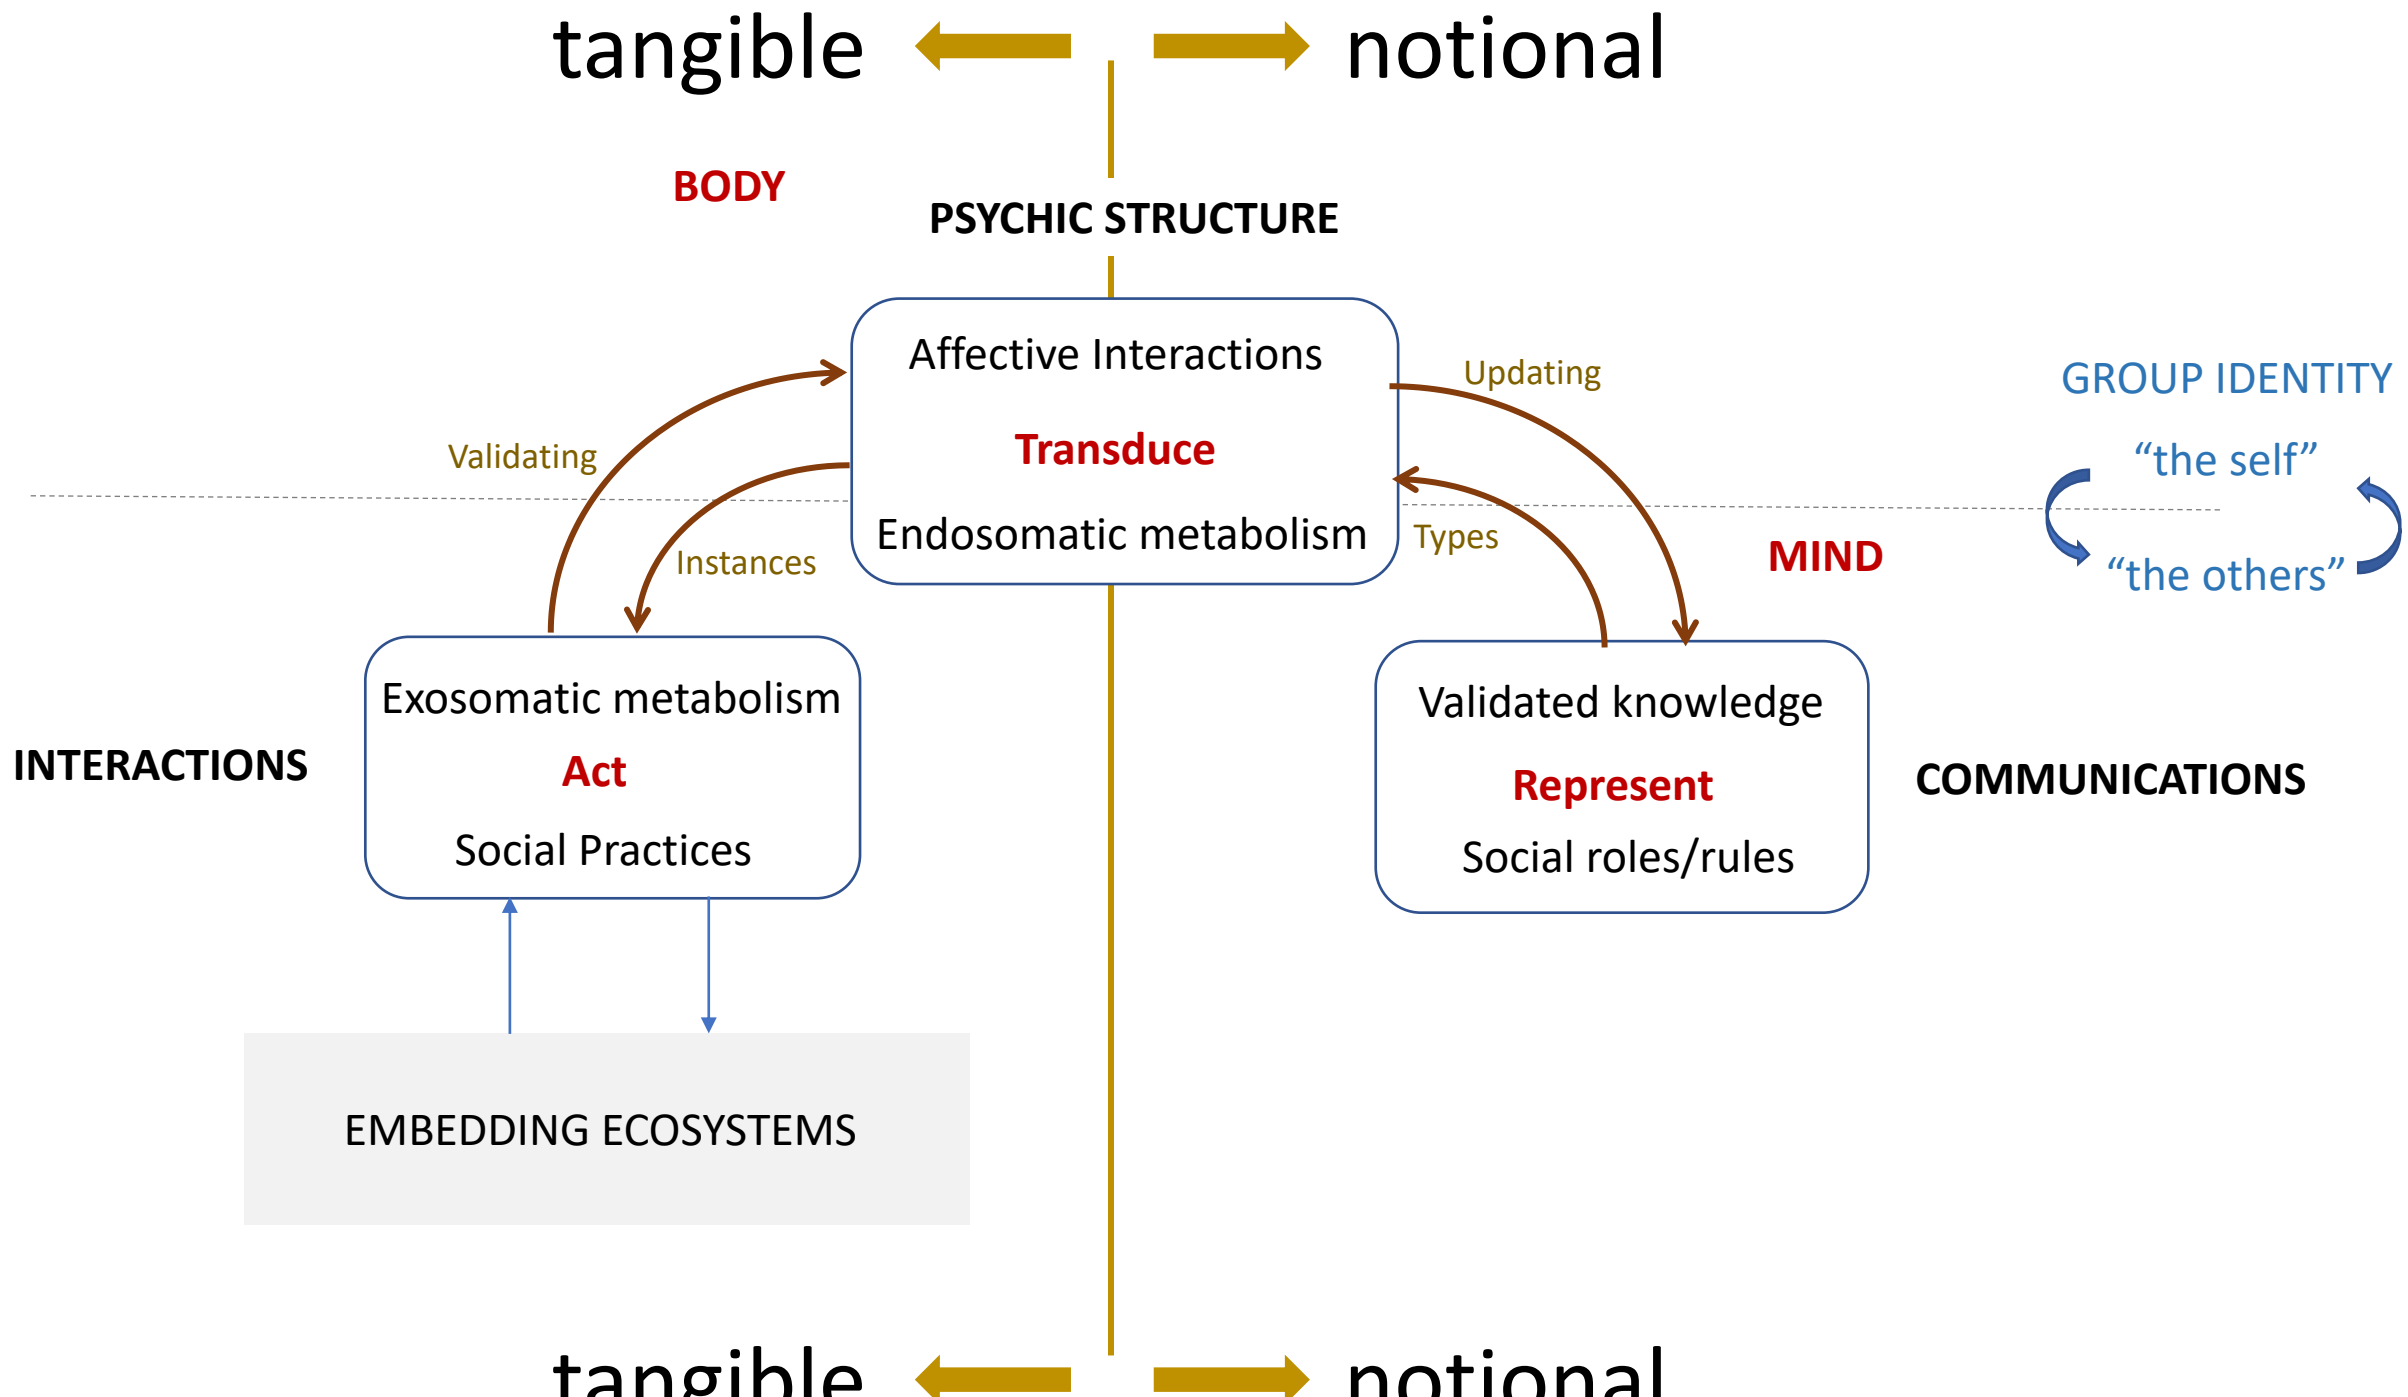 tangible
notional
BODY
PSYCHIC STRUCTURE
Affective Interactions
Transduce
Endosomatic metabolism
Validating
Instances
Updating
Types
GROUP IDENTITY
“the self”
“the others”
MIND
INTERACTIONS
Exosomatic metabolism
Act
Social Practices
Validated knowledge
Represent
Social roles/rules
COMMUNICATIONS
EMBEDDING ECOSYSTEMS
tangible
notional